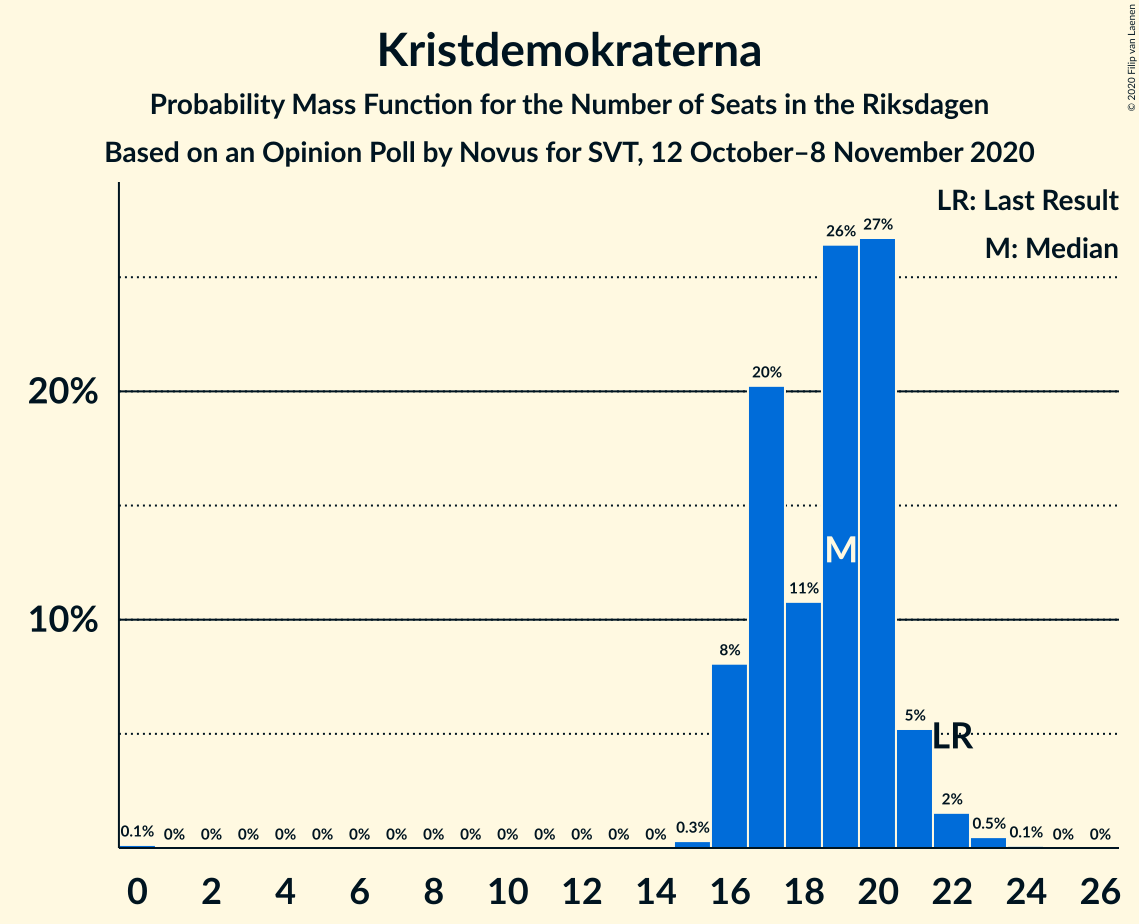 Kristdemokraterna
Probability Mass Function for the Number of Seats in the Riksdagen
Based on an Opinion Poll by Novus for SVT, 12 October–8 November 2020
© 2020 Filip van Laenen
LR: Last Result
M: Median
20%
10%
0.1% 0% 0% 0% 0% 0% 0% 0% 0% 0% 0% 0% 0% 0% 0% 0.3% 8% 20% 11% 26% 27% 5% 2% 0.5% 0.1% 0% 0%
M
LR
0 2 4 6 8 10 12 14 16 18 20 22 24 26